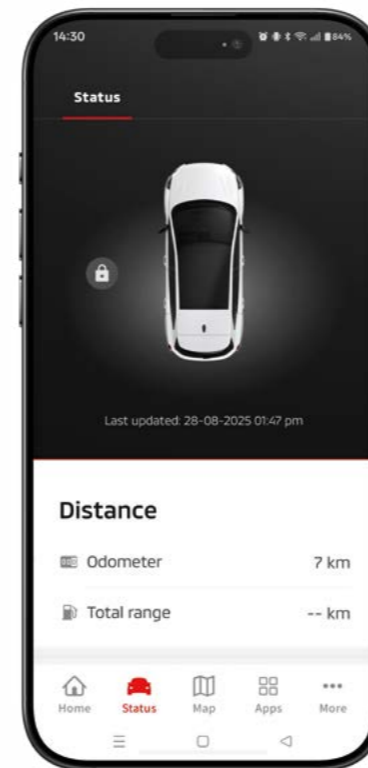 14:30
84%
Status
Last updated: 28-08-2025 01:47 pm
Distance
Odometer 7 km
Total range -- km
Home Status Map Apps More